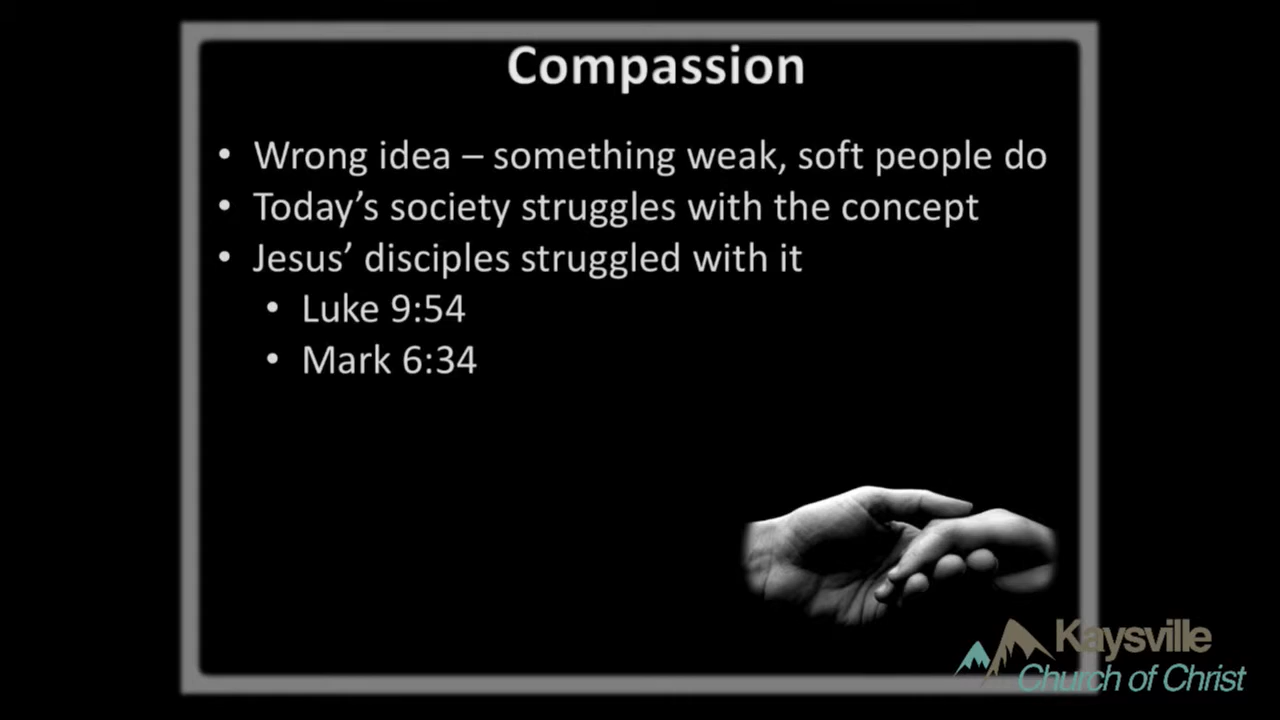 Compassion
• Wrong idea – something weak, soft people do
• Today's society struggles with the concept
• Jesus' disciples struggled with it
• Luke 9:54
• Mark 6:34
Kaysville
Church of Christ